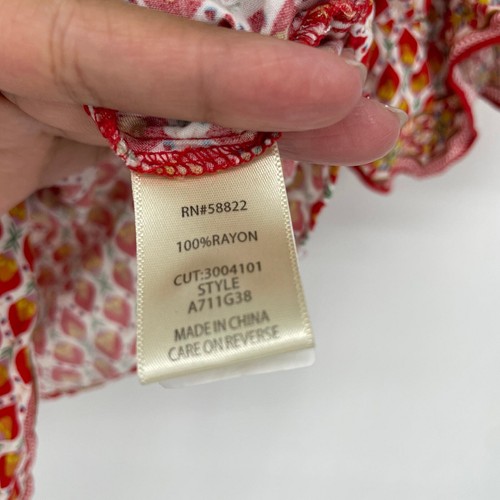 RN#58822
100%RAYON
CUT:3004101
STYLE
A711G38
MADE IN CHINA
CARE ON REVERSE